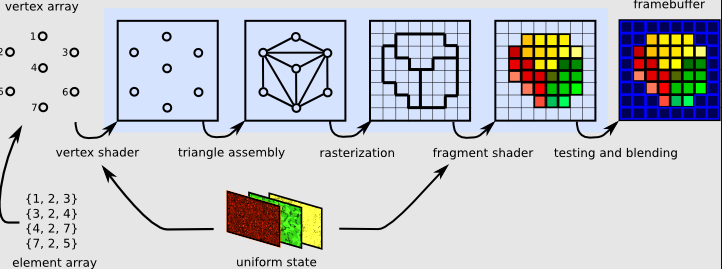 vertex array
framebuffer
1
2
3
4
5
6
7
vertex shader
triangle assembly
rasterization
fragment shader
testing and blending
{1, 2, 3}
{3, 2, 4}
{4, 2, 7}
{7, 2, 5}
element array
uniform state